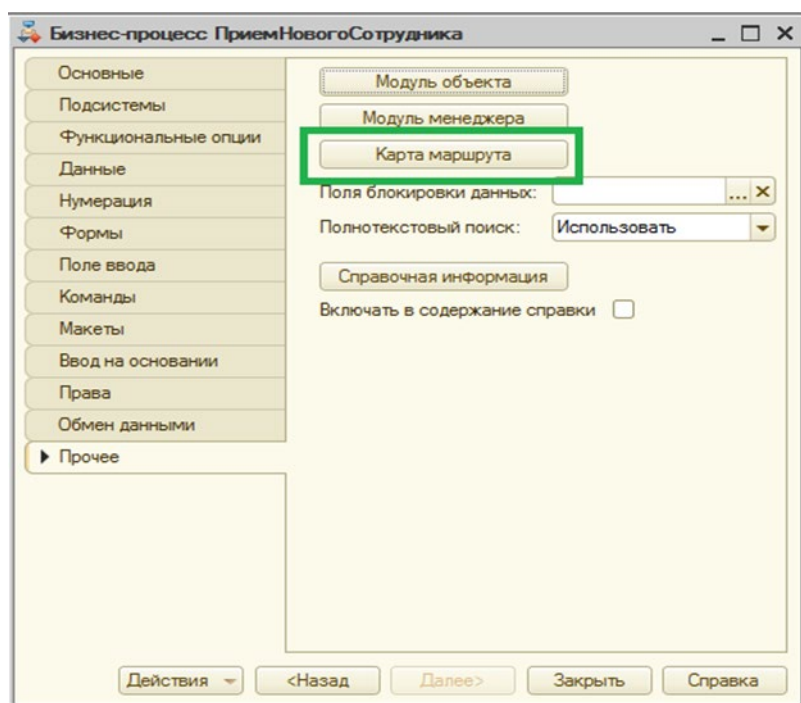 Бизнес-процесс ПриемНовогоСотрудника
Основные
Подсистемы
Функциональные опции
Данные
Нумерация
Формы
Поле ввода
Команды
Макеты
Ввод на основании
Права
Обмен данными
Прочее
Модуль объекта
Модуль менеджера
Карта маршрута
Поля блокировки данных:
Полнотекстовый поиск: Использовать
Справочная информация
Включать в содержание справки
Действия <Назад Далее> Закрыть Справка